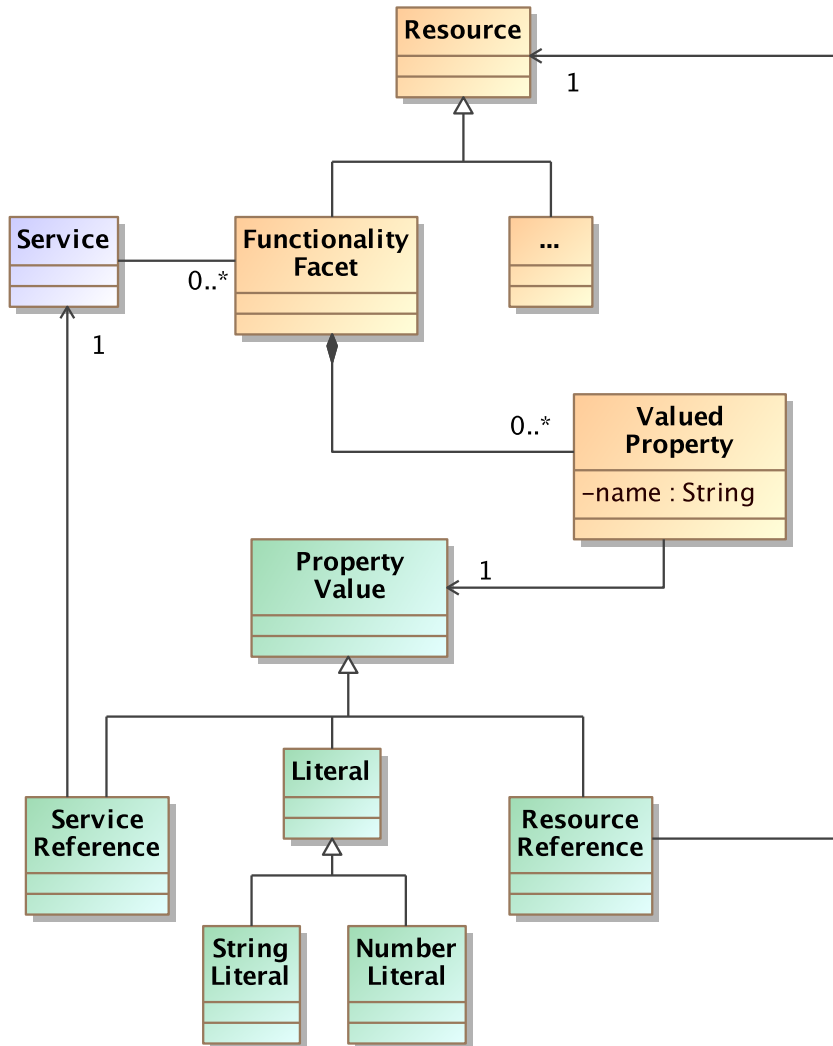 Resource
1
Service
Functionality
Facet
...
0..*
1
0..*
Valued
Property
-name : String
Property
Value
1
Literal
Service
Reference
Resource
Reference
String
Literal
Number
Literal